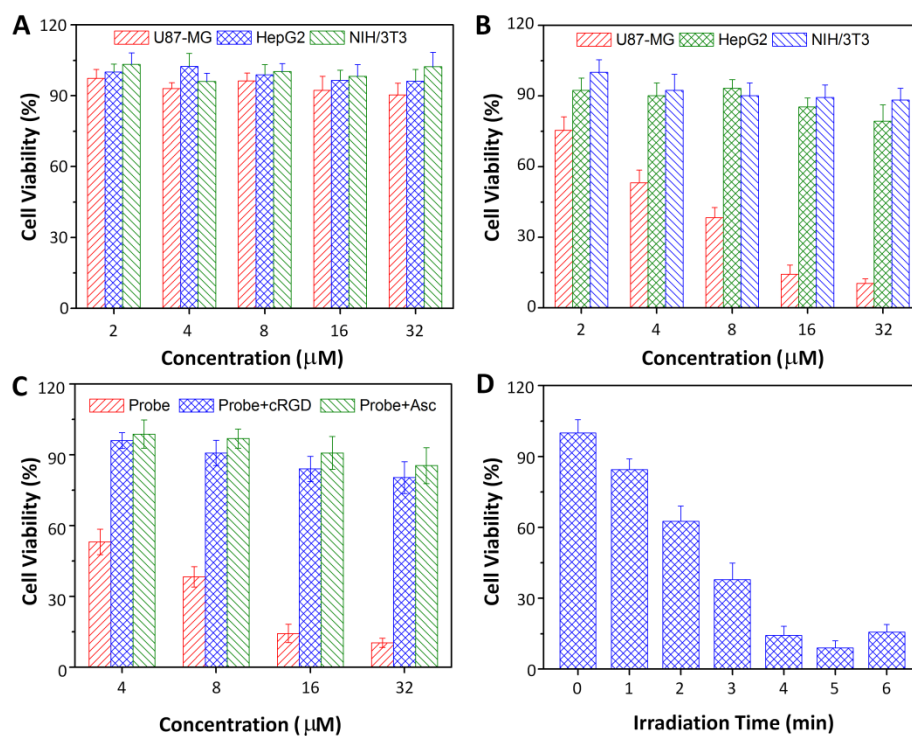 A
U87-MG HepG2 NIH/3T3
Cell Viability (%)
120
90
60
30
0
2 4 8 16 32
Concentration (μM)
B
U87-MG HepG2 NIH/3T3
Cell Viability (%)
120
90
60
30
0
2 4 8 16 32
Concentration (μM)
C
Probe Probe+cRGD Probe+Asc
Cell Viability (%)
120
90
60
30
0
4 8 16 32
Concentration (μM)
D
Cell Viability (%)
120
90
60
30
0
0 1 2 3 4 5 6
Irradiation Time (min)